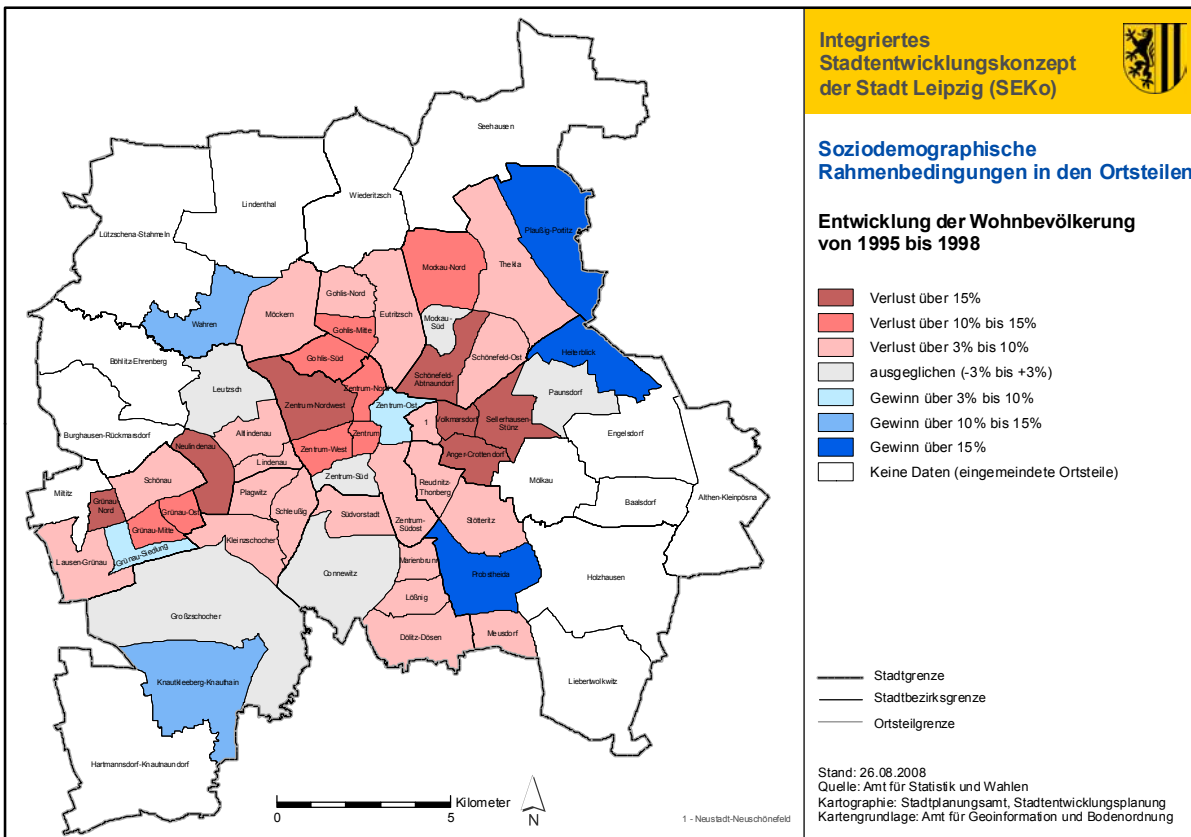 Integriertes
Stadtentwicklungskonzept
der Stadt Leipzig (SEKo)
Soziodemographische
Rahmenbedingungen in den Ortsteilen
Entwicklung der Wohnbevölkerung
von 1995 bis 1998
Verlust über 15%
Verlust über 10% bis 15%
Verlust über 3% bis 10%
ausgeglichen (-3% bis +3%)
Gewinn über 3% bis 10%
Gewinn über 10% bis 15%
Gewinn über 15%
Keine Daten (eingemeindete Ortsteile)
Stadtgrenze
Stadtbezirksgrenze
Ortsteilgrenze
Stand: 26.08.2008
Quelle: Amt für Statistik und Wahlen
Kartographie: Stadtplanungsamt, Stadtentwicklungsplanung
Kartengrundlage: Amt für Geoinformation und Bodenordnung
Seehausen
Wiederitzsch
Lindenthal
Lützschena-Stahmeln
Plaußig-Portitz
Thekla
Mockau-Nord
Gohlis-Nord
Eutritzsch
Möckern
Wahren
Mockau-
Süd
Gohlis-Mitte
Heiterblick
Schönefeld-Ost
Gohlis-Süd
Böhlitz-Ehrenberg
Schönefeld-
Abtnaundorf
Leutzsch
Zentrum-Nord
Paunsdorf
Zentrum-Nordwest
Zentrum-Ost
1
Volkmarsdorf
Sellerhausen-
Stünz
Burghausen-Rückmarsdorf
Altlindenau
Zentrum
Engelsdorf
Neulindenau
Zentrum-West
Anger-Crottendorf
Lindenau
Zentrum-Süd
Reudnitz-
Thonberg
Mölkau
Schönau
Baalsdorf
Miltitz
Plagwitz
Althen-Kleinpösna
Grünau-
Nord
Grünau-Ost
Schleußig
Südvorstadt
Zentrum-
Südost
Stötteritz
Grünau-Mitte
Kleinzschocher
Grünau-Siedlung
Lausen-Grünau
Connewitz
Marienbrunn
Probstheida
Holzhausen
Lößnig
Großzschocher
Dölitz-Dösen
Meusdorf
Knautkleeberg-Knauthain
Liebertwolkwitz
Hartmannsdorf-Knautnaundorf
Kilometer
0
5
N
1 - Neustadt-Neuschönefeld